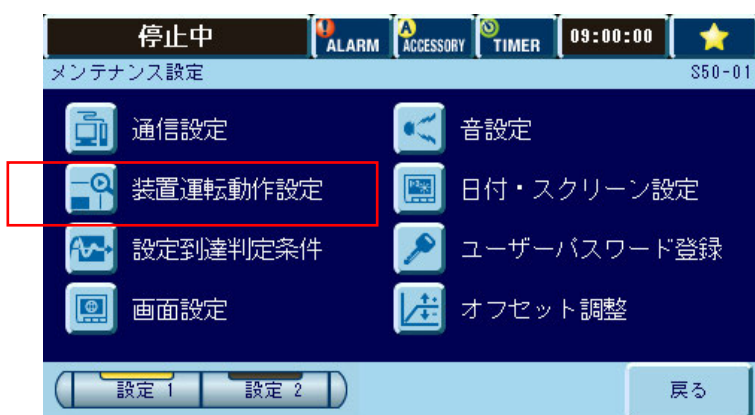 停止中 ALARM ACCESSORY TIMER 09:00:00
メンテナンス設定 S50-01
通信設定 音設定
装置運転動作設定 日付・スクリーン設定
設定到達判定条件 ユーザーパスワード登録
画面設定 オフセット調整
設定 1 設定 2 戻る